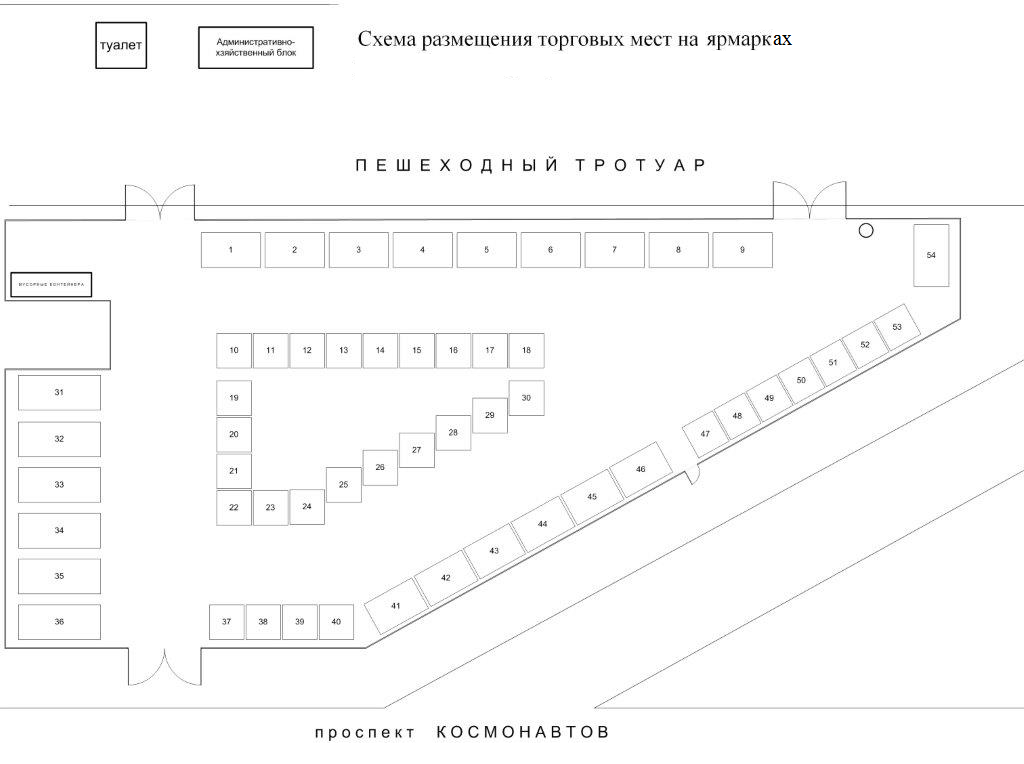 туалет
Административно-
хзяйственный блок
Схема размещения торговых мест на ярмарках
ПЕШЕХОДНЫЙ ТРОТУАР
1 2 3 4 5 6 7 8 9
54
МУСОРНЫЕ КОНТЕЙНЕРА
53
52
51
50
49
48
47
10 11 12 13 14 15 16 17 18
31
19
30
29
20
28
32
27
26
21
46
33
25
45
22 23 24
44
34
43
35
42
41
36
37 38 39 40
проспект КОСМОНАВТОВ